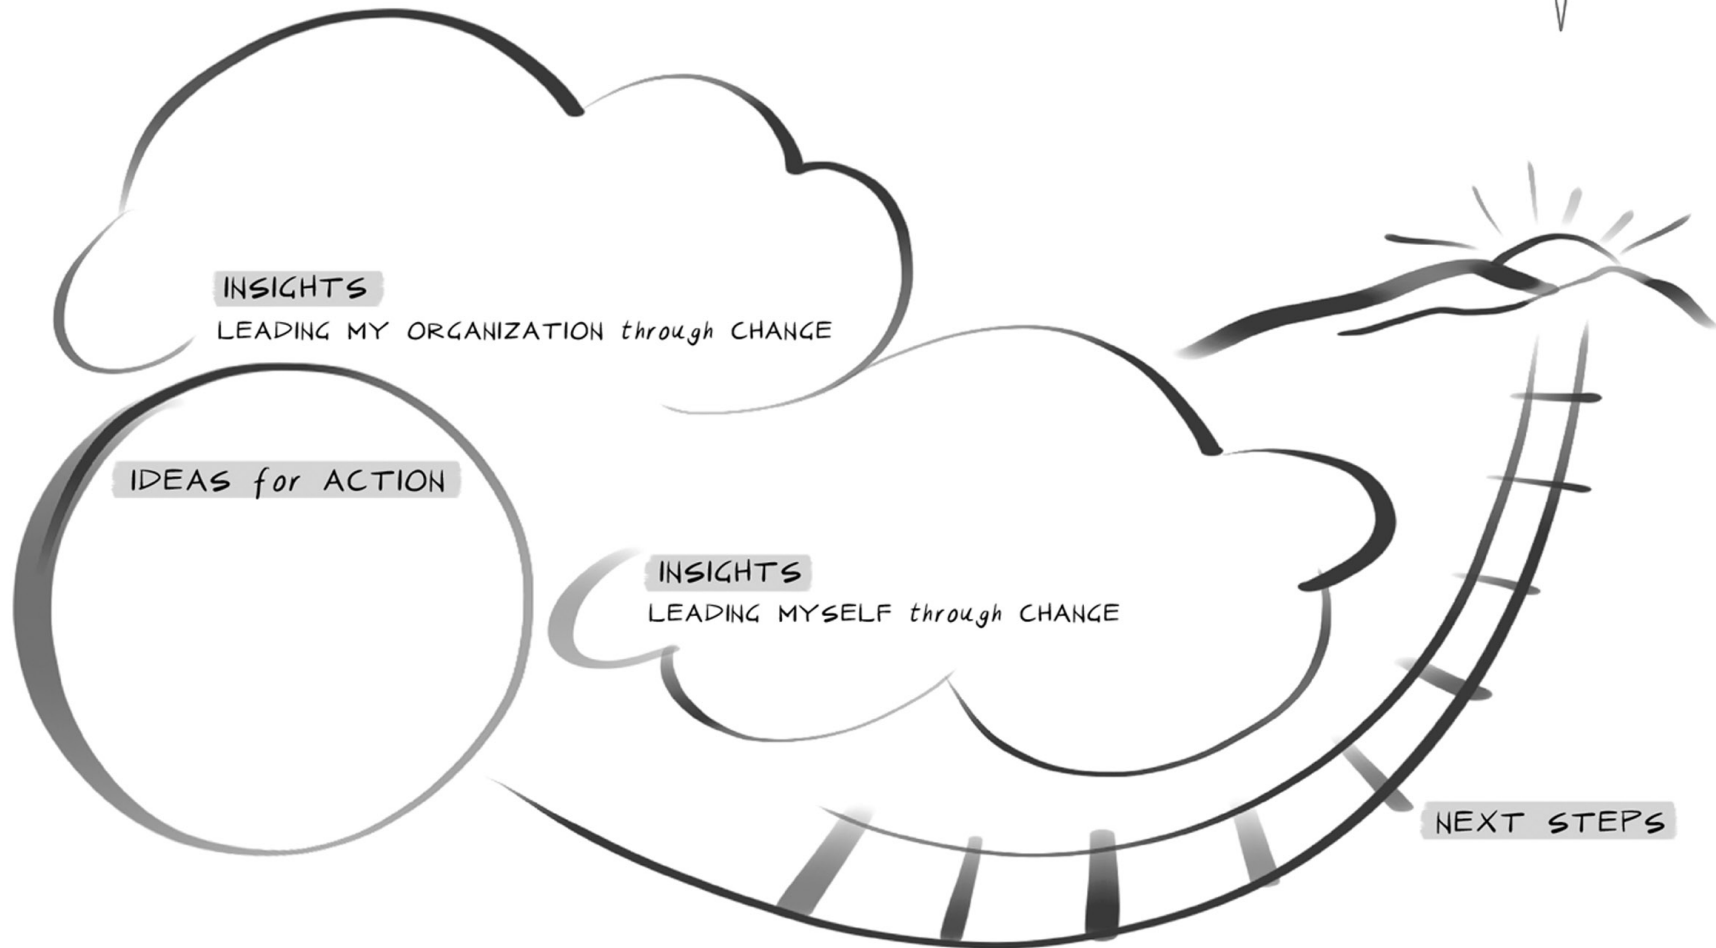 INSIGHTS
LEADING MY ORGANIZATION through CHANGE
IDEAS for ACTION
INSIGHTS
LEADING MYSELF through CHANGE
NEXT STEPS